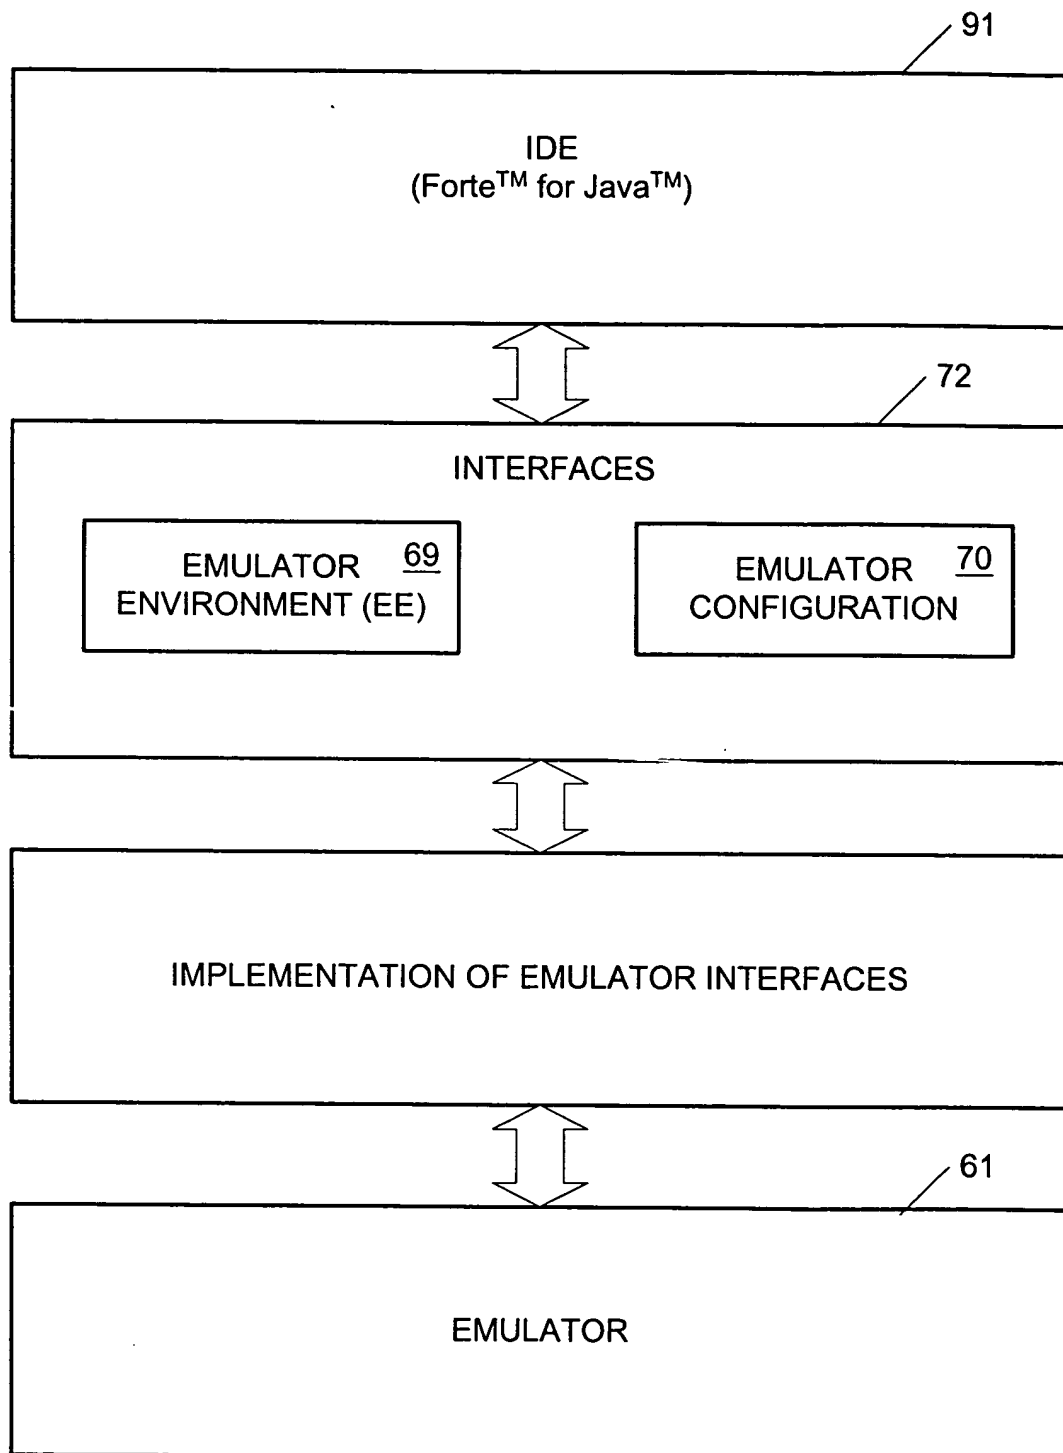 91
IDE
(Forte™ for Java™)
72
INTERFACES
EMULATOR 69
ENVIRONMENT (EE)
EMULATOR 70
CONFIGURATION
IMPLEMENTATION OF EMULATOR INTERFACES
61
EMULATOR